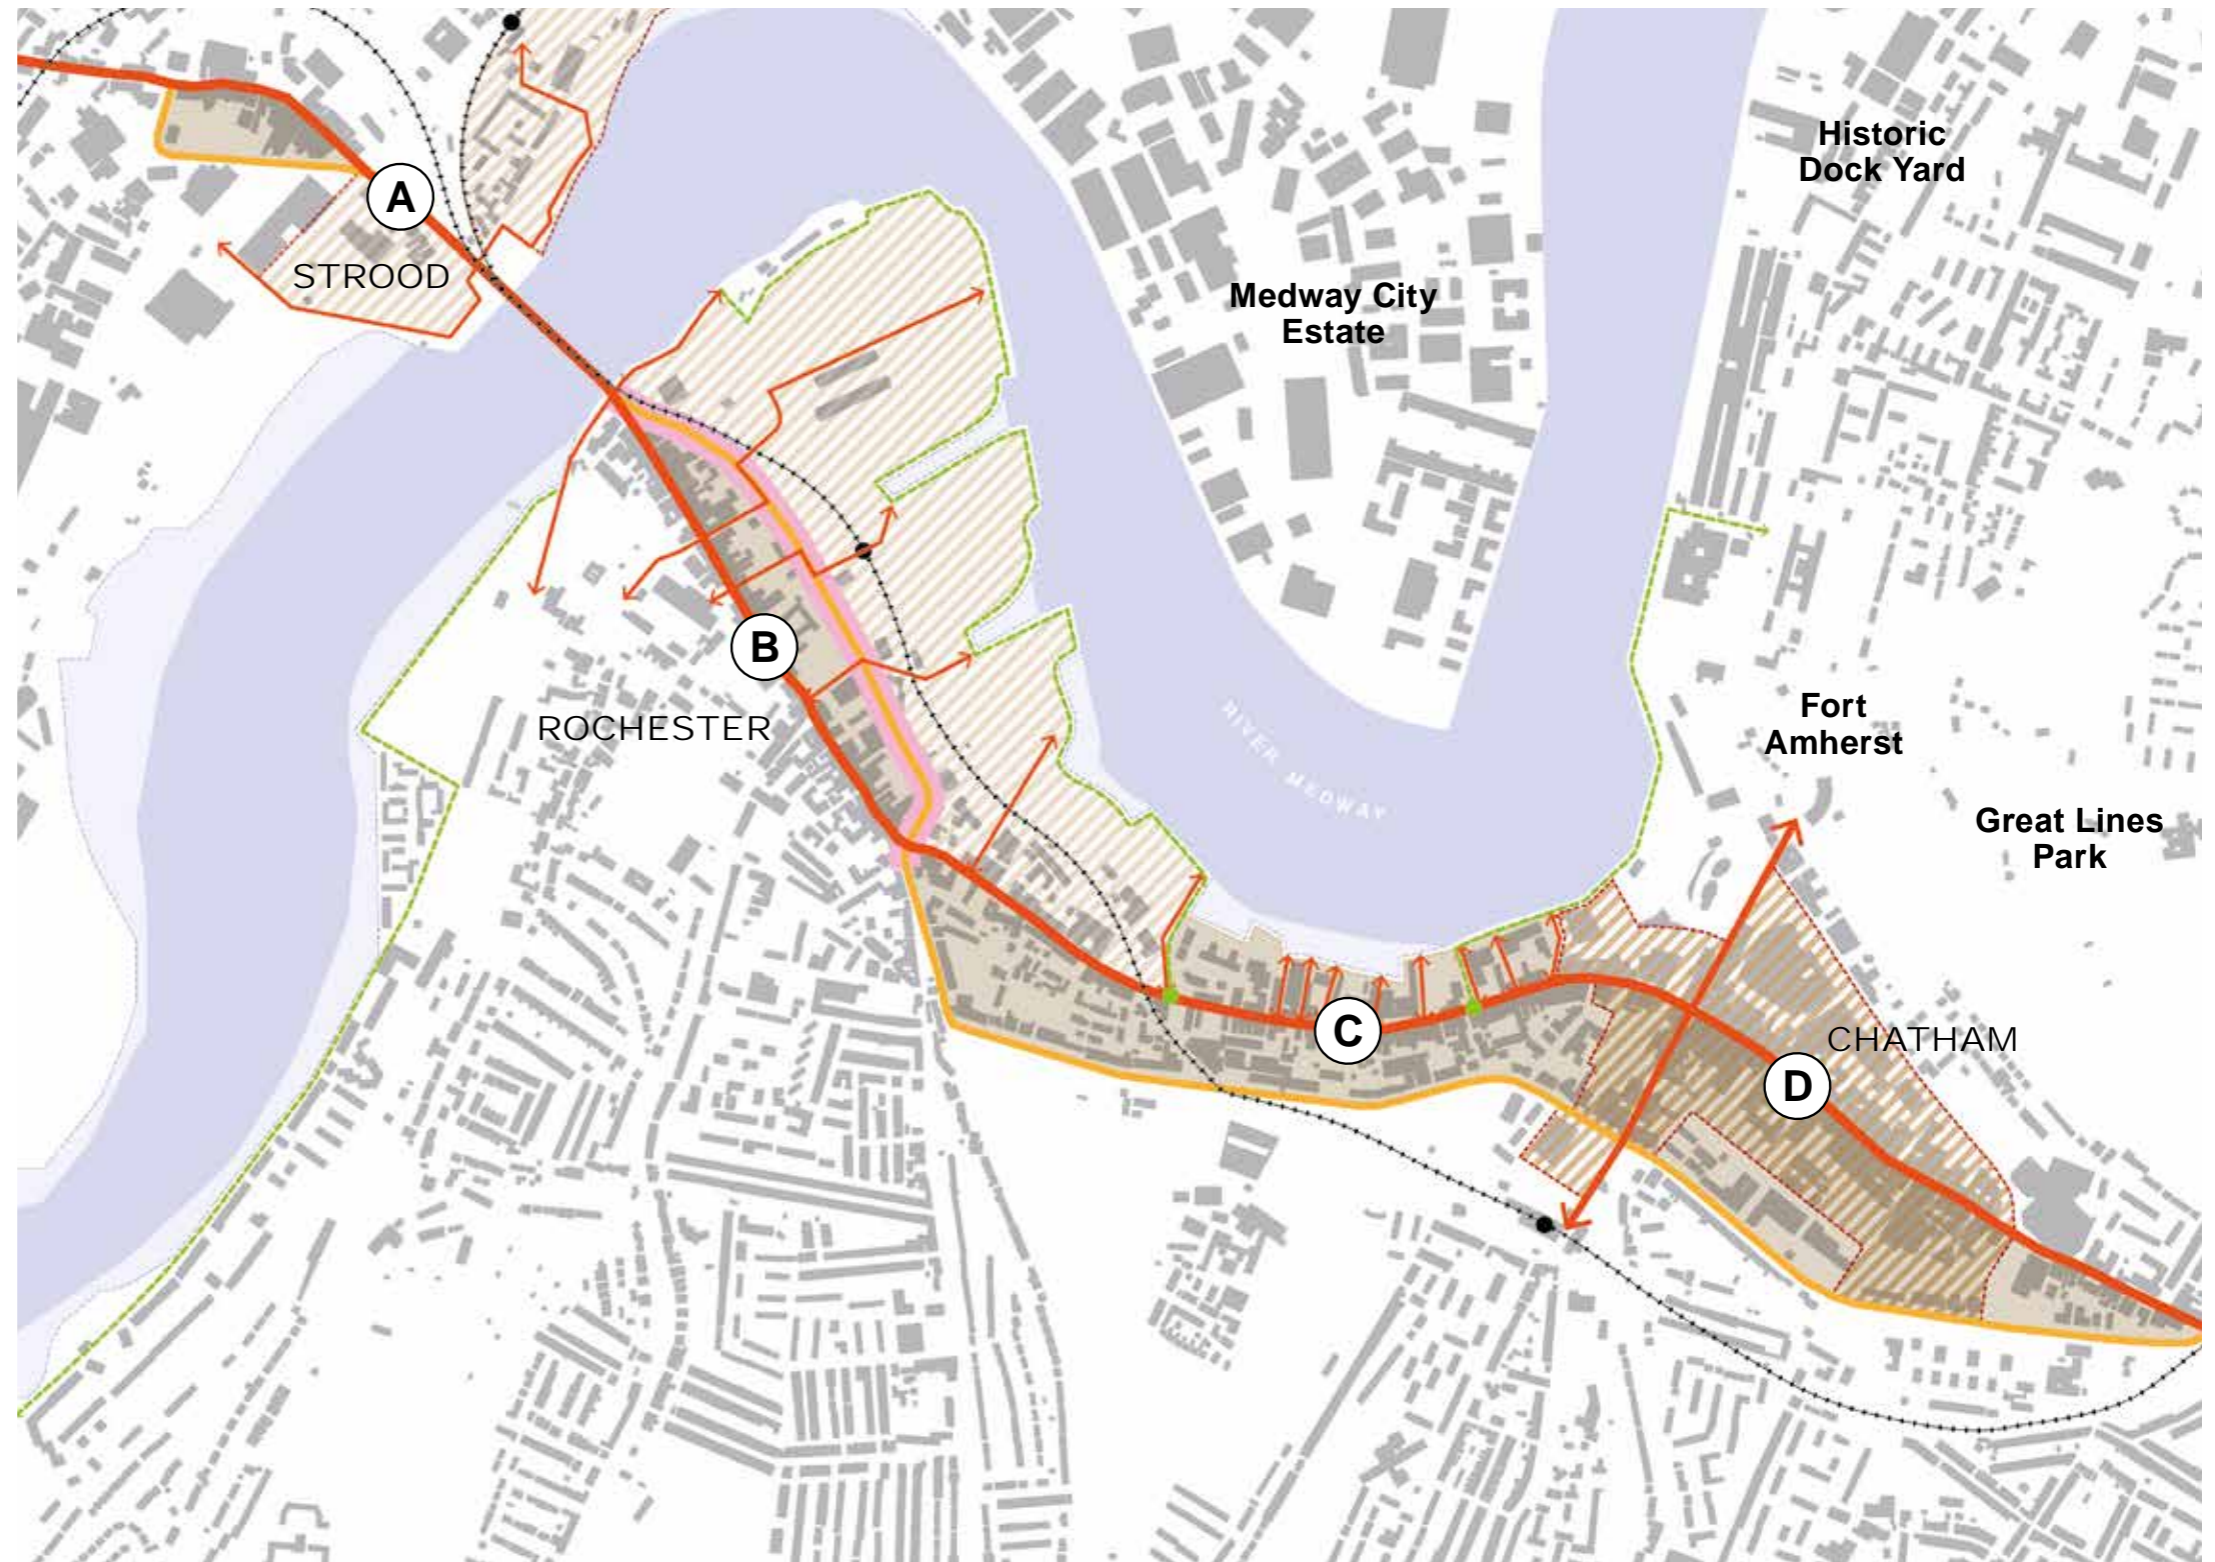 Historic
Dock Yard
A
STROOD
Medway City
Estate
B
ROCHESTER
RIVER MEDWAY
Fort
Amherst
Great Lines
Park
C
CHATHAM
D